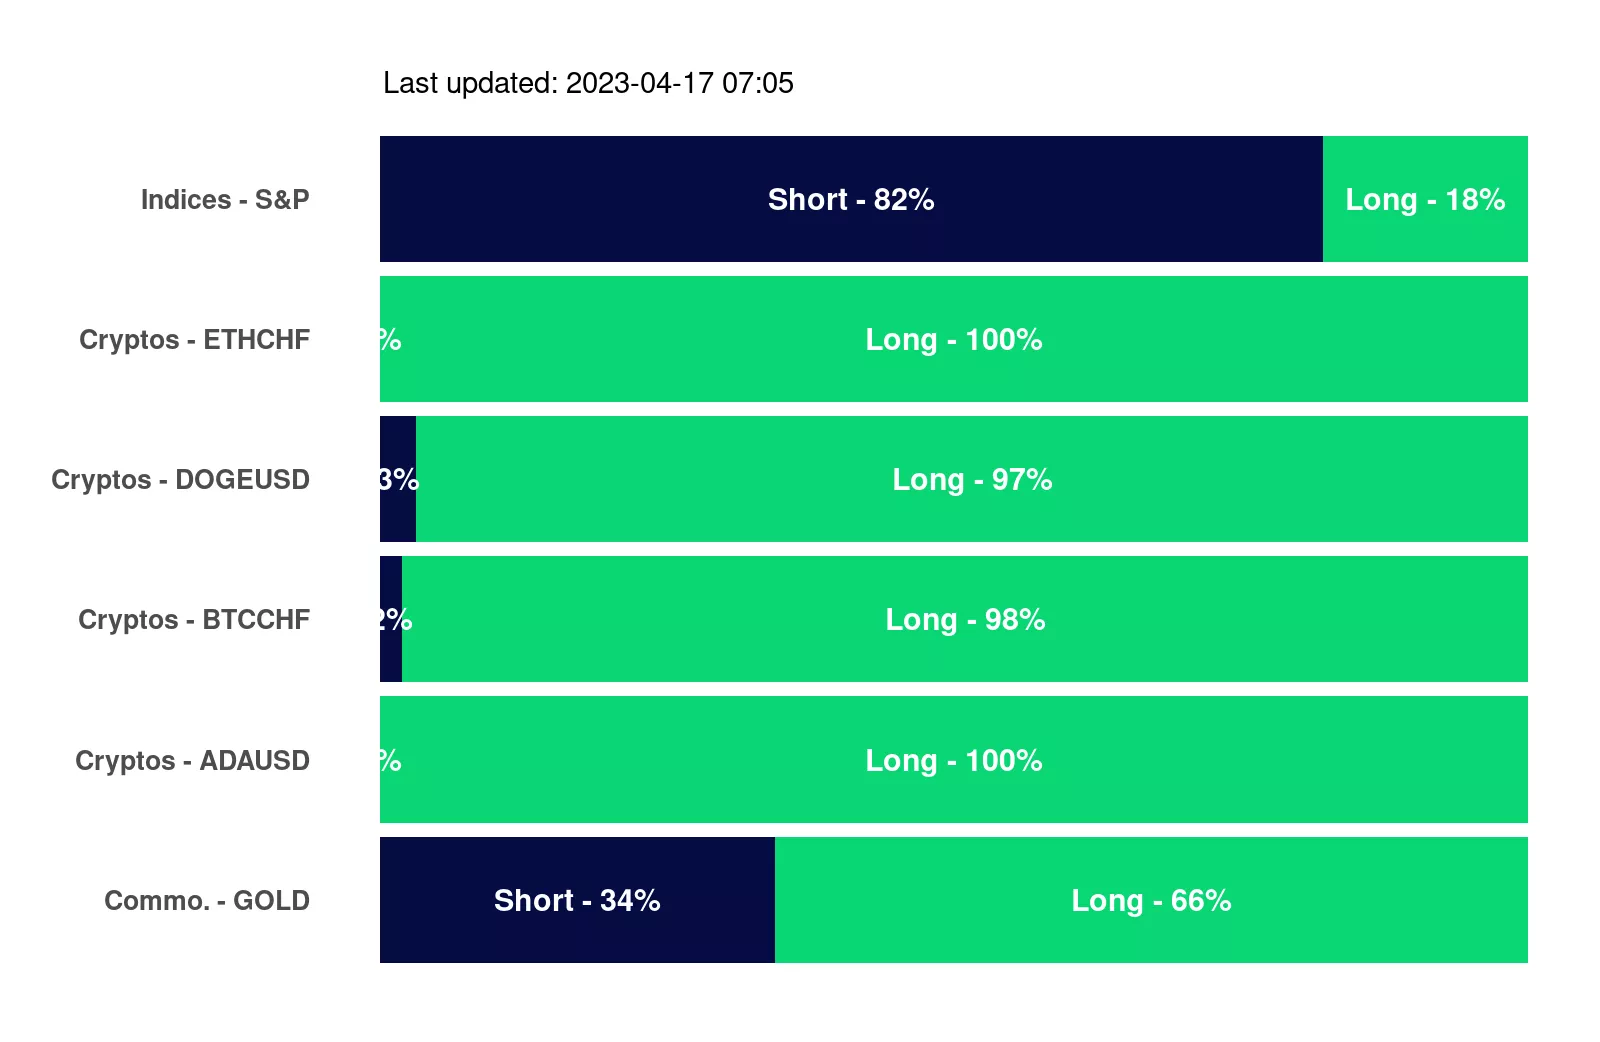 Last updated: 2023-04-17 07:05
Indices - S&P Short - 82% Long - 18%
Cryptos - ETHCHF % Long - 100%
Cryptos - DOGEUSD 3% Long - 97%
Cryptos - BTCCHF 2% Long - 98%
Cryptos - ADAUSD % Long - 100%
Commo. - GOLD Short - 34% Long - 66%